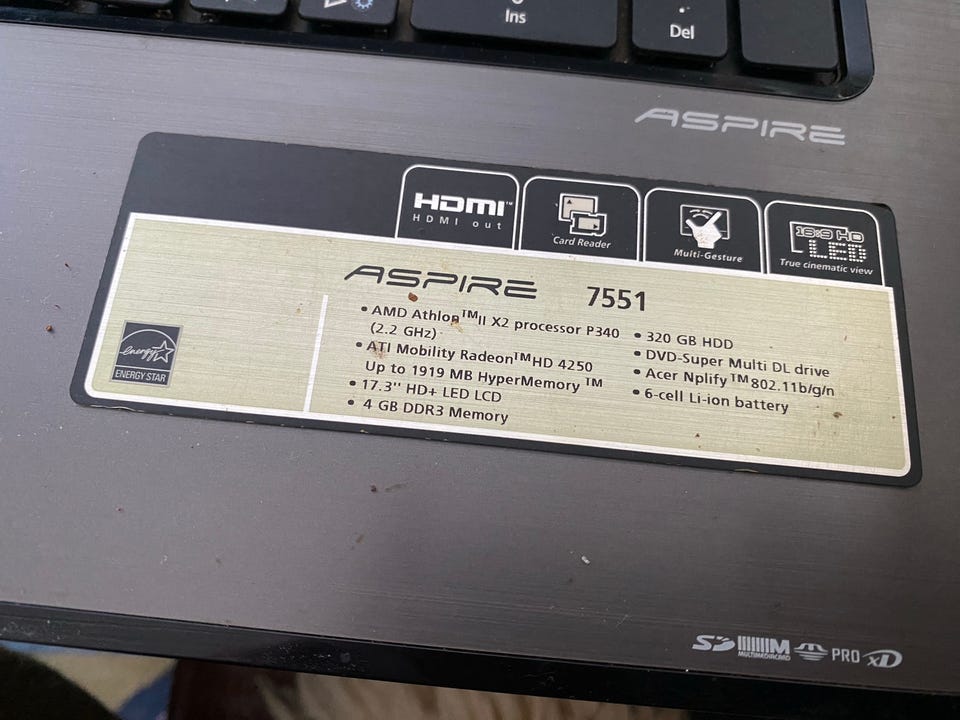 Ins
Del
ASPIRE
HDMI™
HDMI out
Card Reader
Multi-Gesture
16:9 HD
LED
True cinematic view
ASPIRE 7551
• AMD Athlon™II X2 processor P340
(2.2 GHz)
• ATI Mobility Radeon™HD 4250
Up to 1919 MB HyperMemory™
• 17.3" HD+ LED LCD
• 4 GB DDR3 Memory
• 320 GB HDD
• DVD-Super Multi DL drive
• Acer Nplify™802.11b/g/n
• 6-cell Li-ion battery
energy
ENERGY STAR
SD
MULTIMEDIACARD
PRO
xD